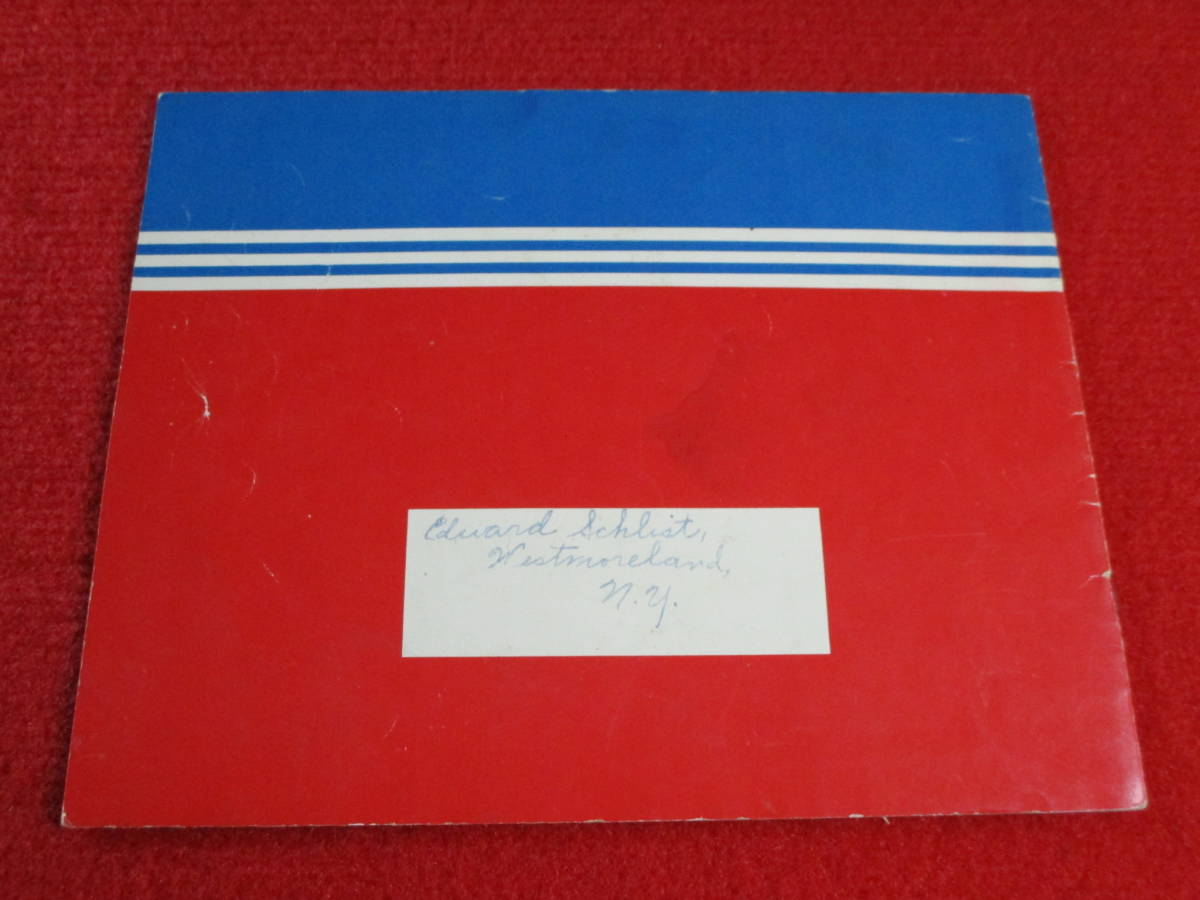 Edward Schlist,
Westmoreland,
N.Y.